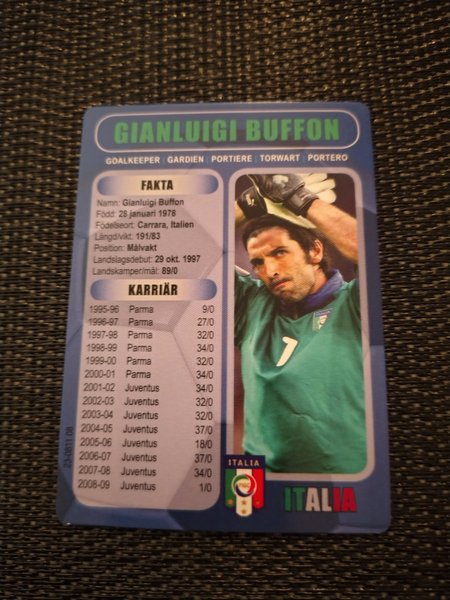 GIANLUIGI BUFFON
GOALKEEPER | GARDIEN | PORTIERE | TORWART | PORTERO
FAKTA
Namn: Gianluigi Buffon
Född: 28 januari 1978
Födelseort: Carrara, Italien
Längd/vikt: 191/83
Position: Målvakt
Landslagsdebut: 29 okt. 1997
Landskamper/mål: 89/0
KARRIÄR
1995-96 Parma 9/0
1996-97 Parma 27/0
1997-98 Parma 32/0
1998-99 Parma 34/0
1999-00 Parma 32/0
2000-01 Parma 34/0
2001-02 Juventus 34/0
2002-03 Juventus 32/0
2003-04 Juventus 32/0
2004-05 Juventus 37/0
2005-06 Juventus 18/0
2006-07 Juventus 37/0
2007-08 Juventus 34/0
2008-09 Juventus 1/0
1
ITALIA
FIGC
ITALIA